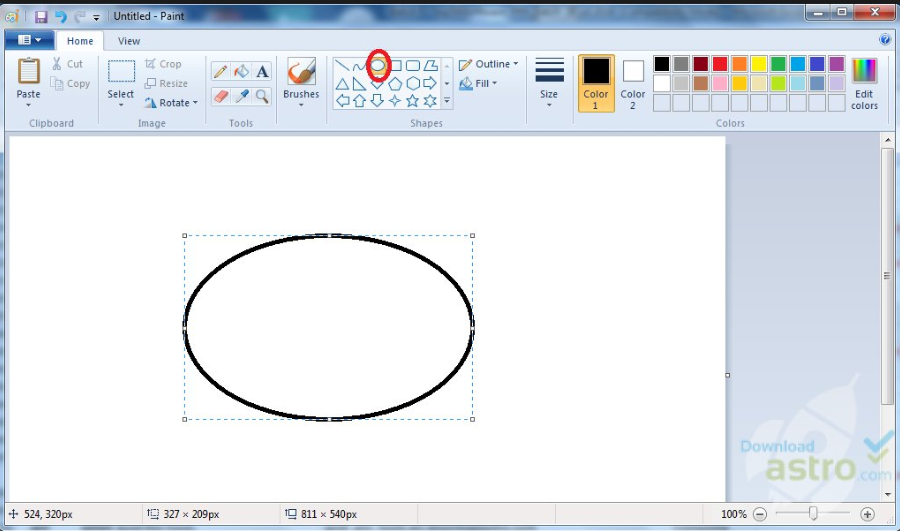 Untitled - Paint
Home View
Paste
Cut
Copy
Clipboard
Select
Crop
Resize
Rotate
Image
A
Tools
Brushes
Outline
Fill
Shapes
Size
Color 1
Color 2
Colors
Edit colors
Download
astro.com
524, 320px
327 × 209px
811 × 540px
100%